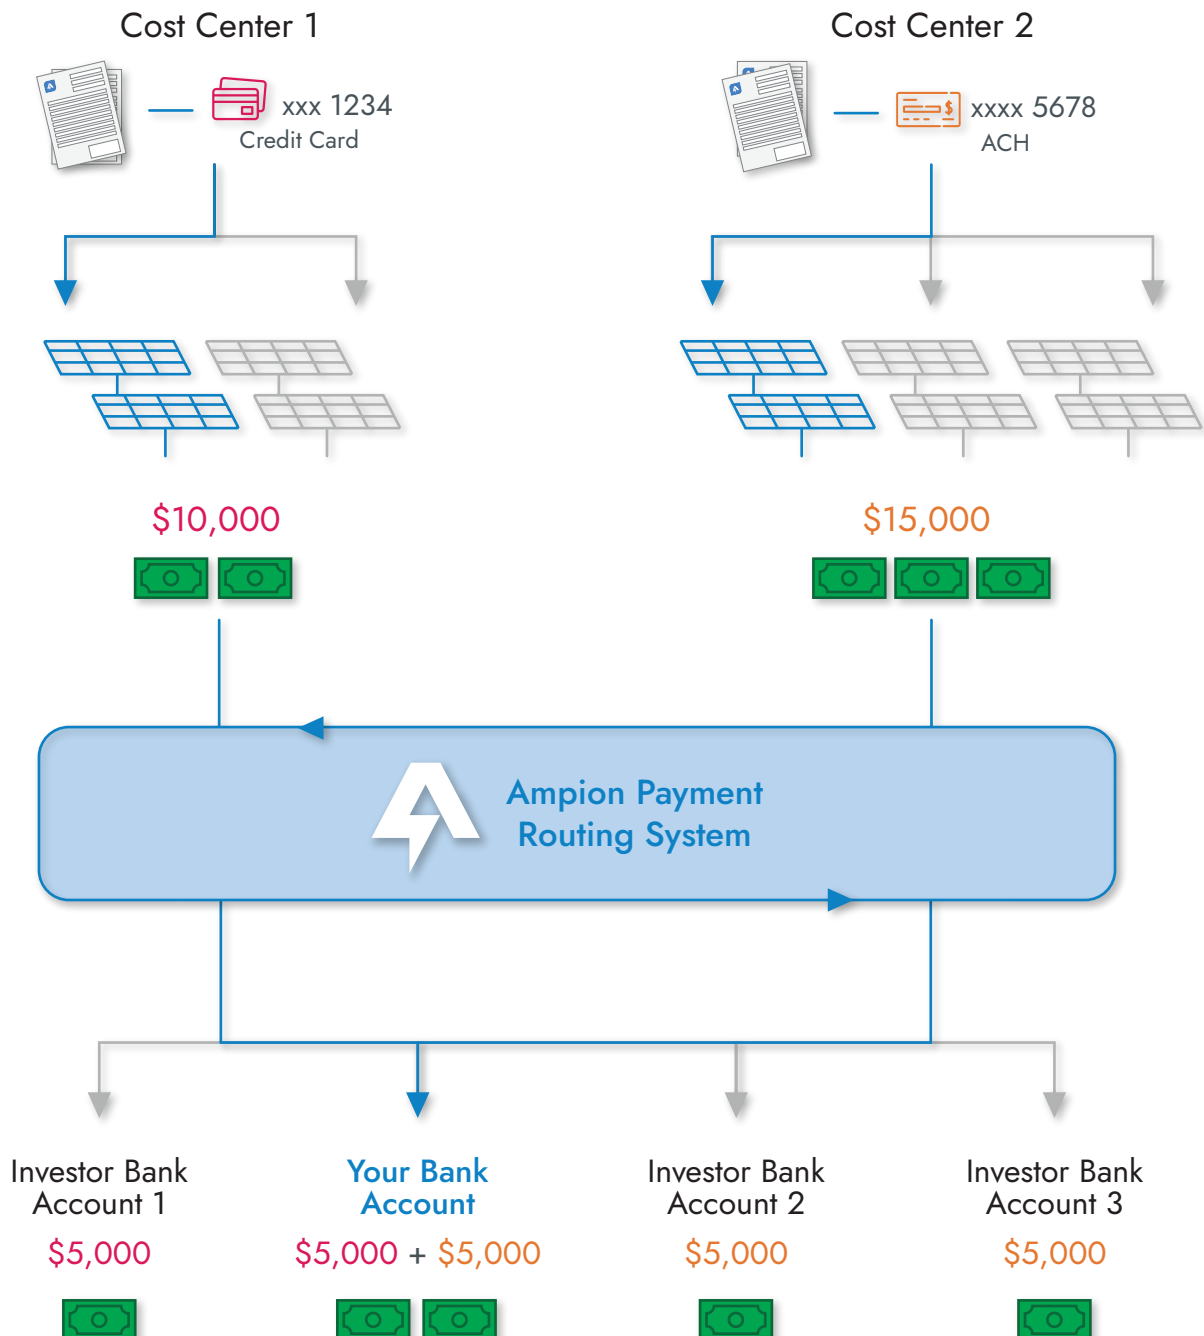 Cost Center 1
Cost Center 2
xxx 1234
Credit Card
xxxx 5678
ACH
$10,000
$15,000
Ampion Payment
Routing System
Investor Bank
Account 1
$5,000
Your Bank
Account
$5,000 + $5,000
Investor Bank
Account 2
$5,000
Investor Bank
Account 3
$5,000